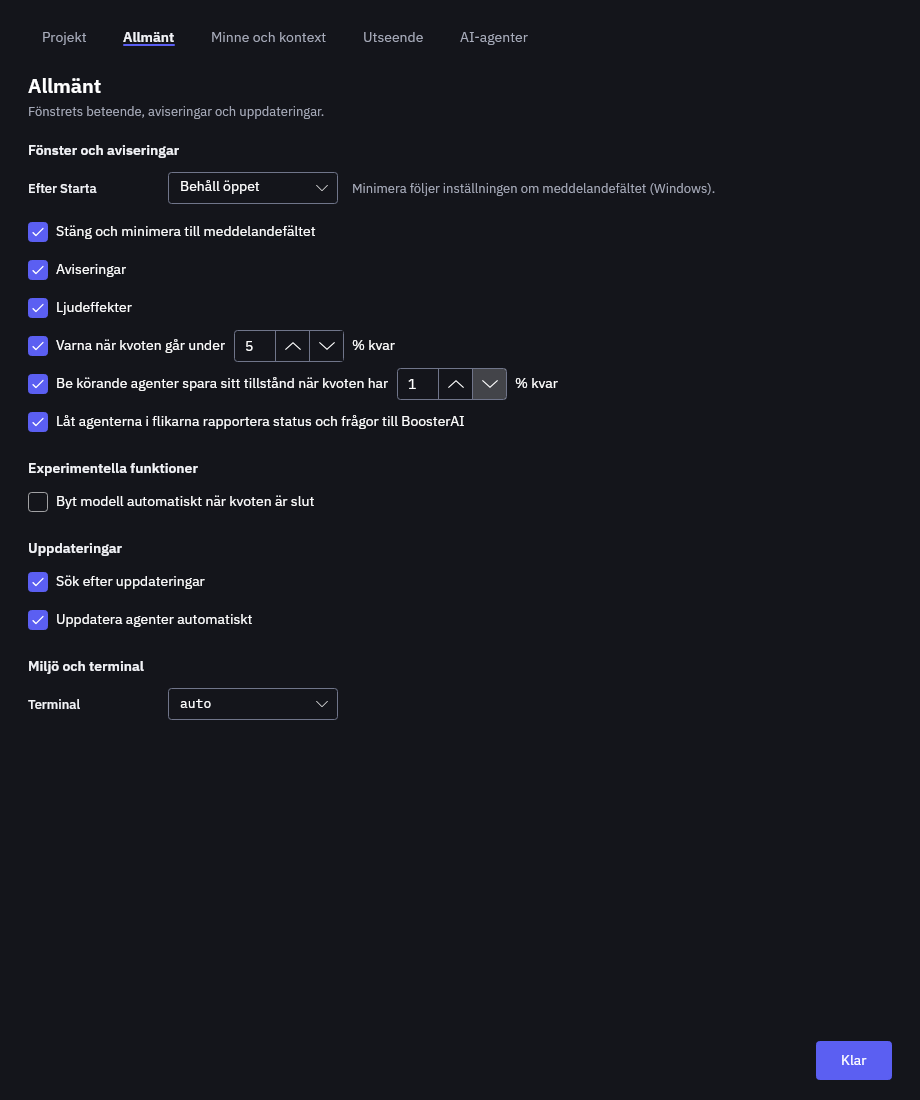 Projekt Allmänt Minne och kontext Utseende AI-agenter
Allmänt
Fönstrets beteende, aviseringar och uppdateringar.
Fönster och aviseringar
Efter Starta Behåll öppet Minimera följer inställningen om meddelandefältet (Windows).
Stäng och minimera till meddelandefältet
Aviseringar
Ljudeffekter
Varna när kvoten går under 5 % kvar
Be körande agenter spara sitt tillstånd när kvoten har 1 % kvar
Låt agenterna i flikarna rapportera status och frågor till BoosterAI
Experimentella funktioner
Byt modell automatiskt när kvoten är slut
Uppdateringar
Sök efter uppdateringar
Uppdatera agenter automatiskt
Miljö och terminal
Terminal auto
Klar